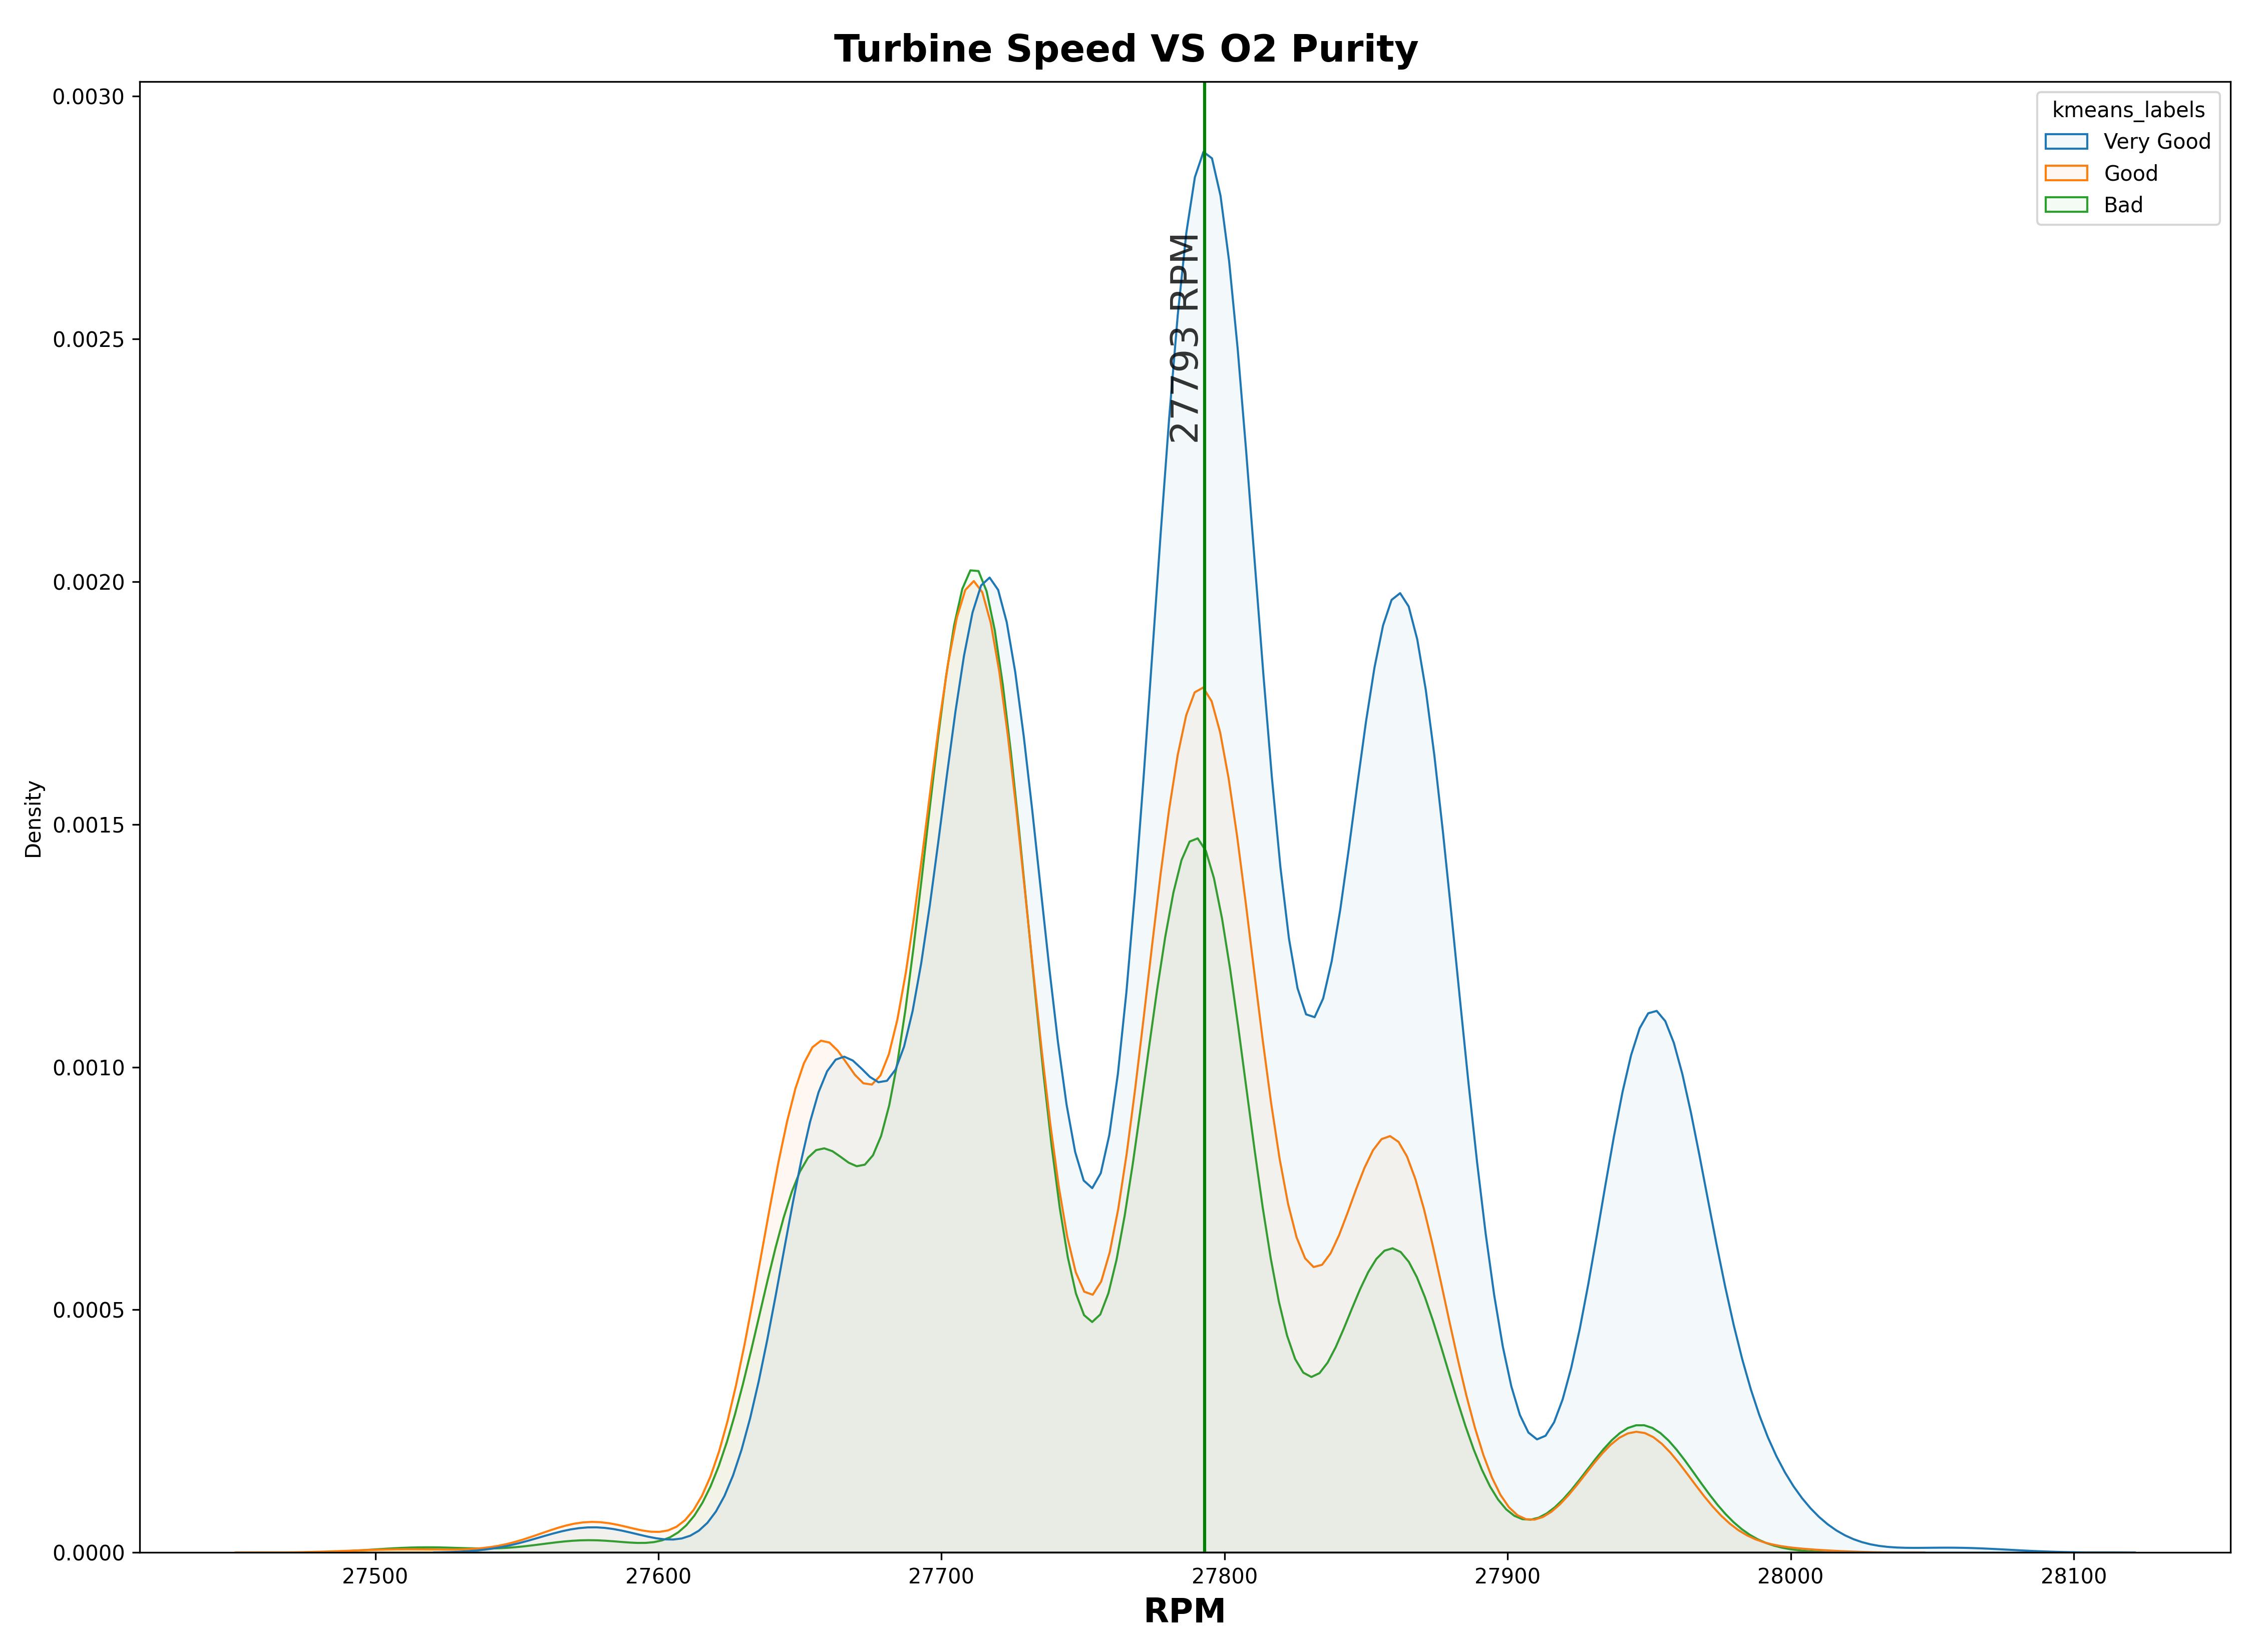 Turbine Speed VS O2 Purity
0.0030
0.0025
0.0020
0.0015
0.0010
0.0005
0.0000
Density
27793 RPM
kmeans_labels
Very Good
Good
Bad
27500
27600
27700
27800
27900
28000
28100
RPM